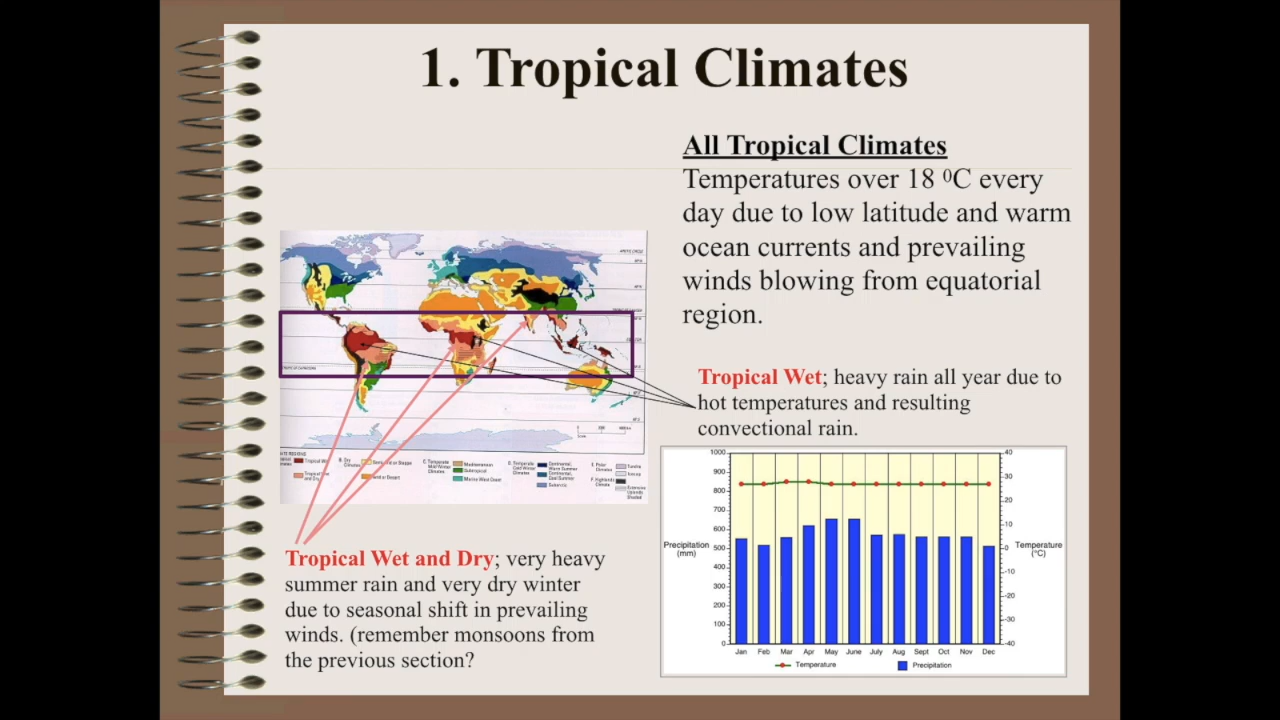 1. Tropical Climates
All Tropical Climates
Temperatures over 18 ⁰C every
day due to low latitude and warm
ocean currents and prevailing
winds blowing from equatorial
region.
Tropical Wet; heavy rain all year due to
hot temperatures and resulting
convectional rain.
Tropical Wet and Dry; very heavy
summer rain and very dry winter
due to seasonal shift in prevailing
winds. (remember monsoons from
the previous section?
Precipitation
(mm)
1000
900
800
700
600
500
400
300
200
100
0
40
30
20
10
0
-10
-20
-30
-40
Temperature
(°C)
Jan Feb Mar Apr May June July Aug Sept Oct Nov Dec
Temperature Precipitation